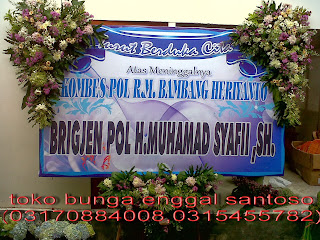 Turut Berduka Cita
Atas Meninggalnya
KOMBES POL R.M. BAMBANG HERIYANTO
BRIGJEN POL H.MUHAMAD SYAFII ,SH.
toko bunga enggal santoso
(03170884008,0315455782)